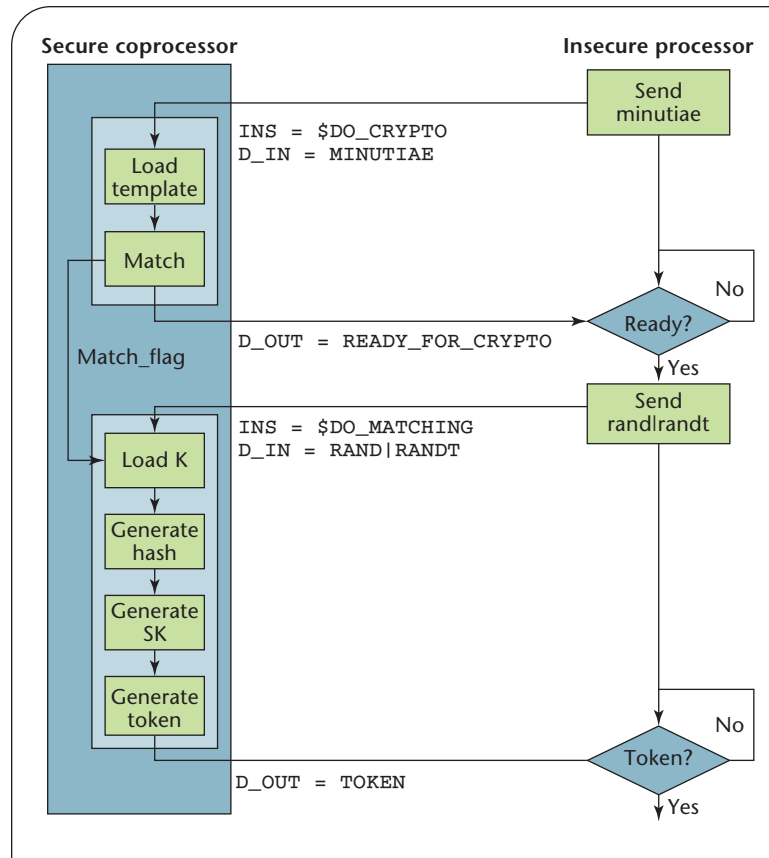 Secure coprocessor
Insecure processor
Send
minutiae
INS = $DO_CRYPTO
D_IN = MINUTIAE
Load
template
Match
No
Ready?
D_OUT = READY_FOR_CRYPTO
Match_flag
Yes
Send
rand|randt
INS = $DO_MATCHING
D_IN = RAND|RANDT
Load K
Generate
hash
Generate
SK
Generate
token
No
Token?
D_OUT = TOKEN
Yes